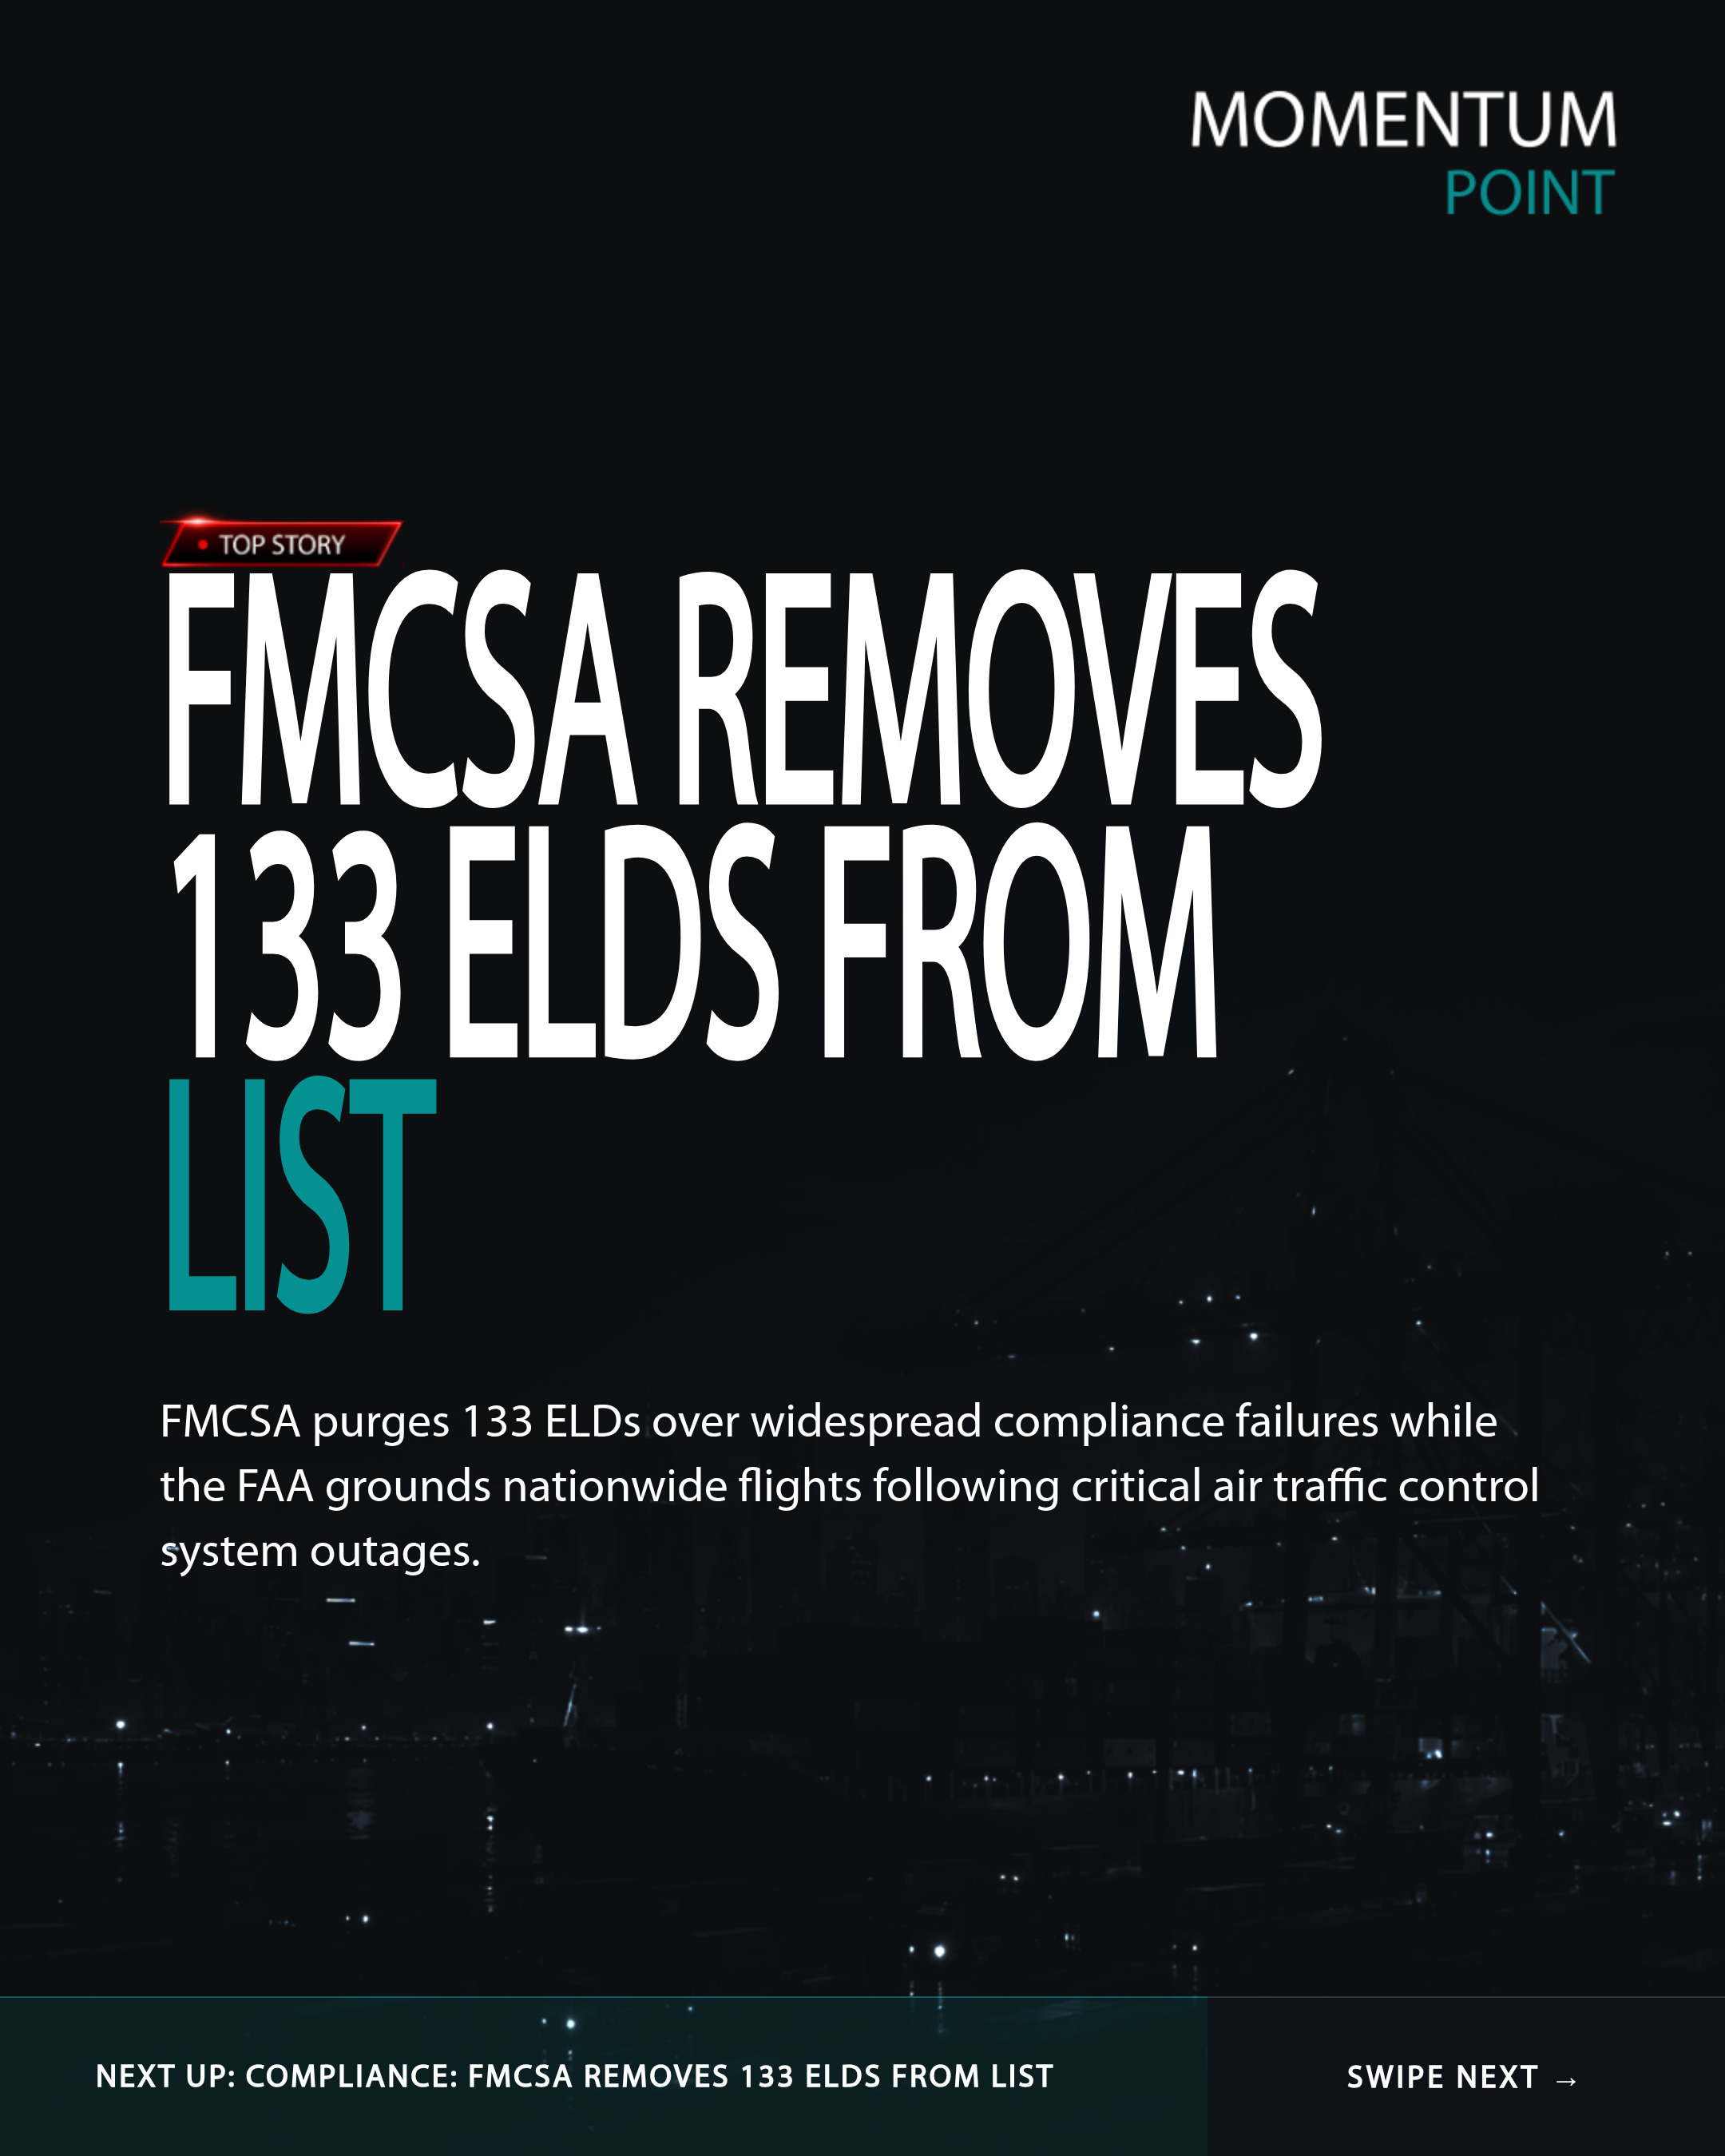 MOMENTUM
POINT
TOP STORY
FMCSA REMOVES
133 ELDS FROM
LIST
FMCSA purges 133 ELDs over widespread compliance failures while
the FAA grounds nationwide flights following critical air traffic control
system outages.
NEXT UP: COMPLIANCE: FMCSA REMOVES 133 ELDS FROM LIST
SWIPE NEXT →